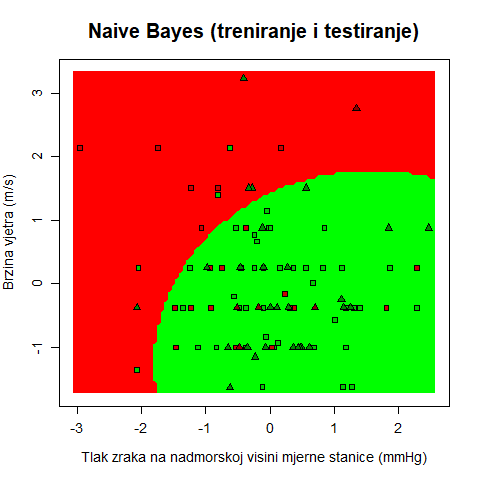 Naive Bayes (treniranje i testiranje)
Brzina vjetra (m/s)
3
2
1
0
-1
-3 -2 -1 0 1 2
Tlak zraka na nadmorskoj visini mjerne stanice (mmHg)